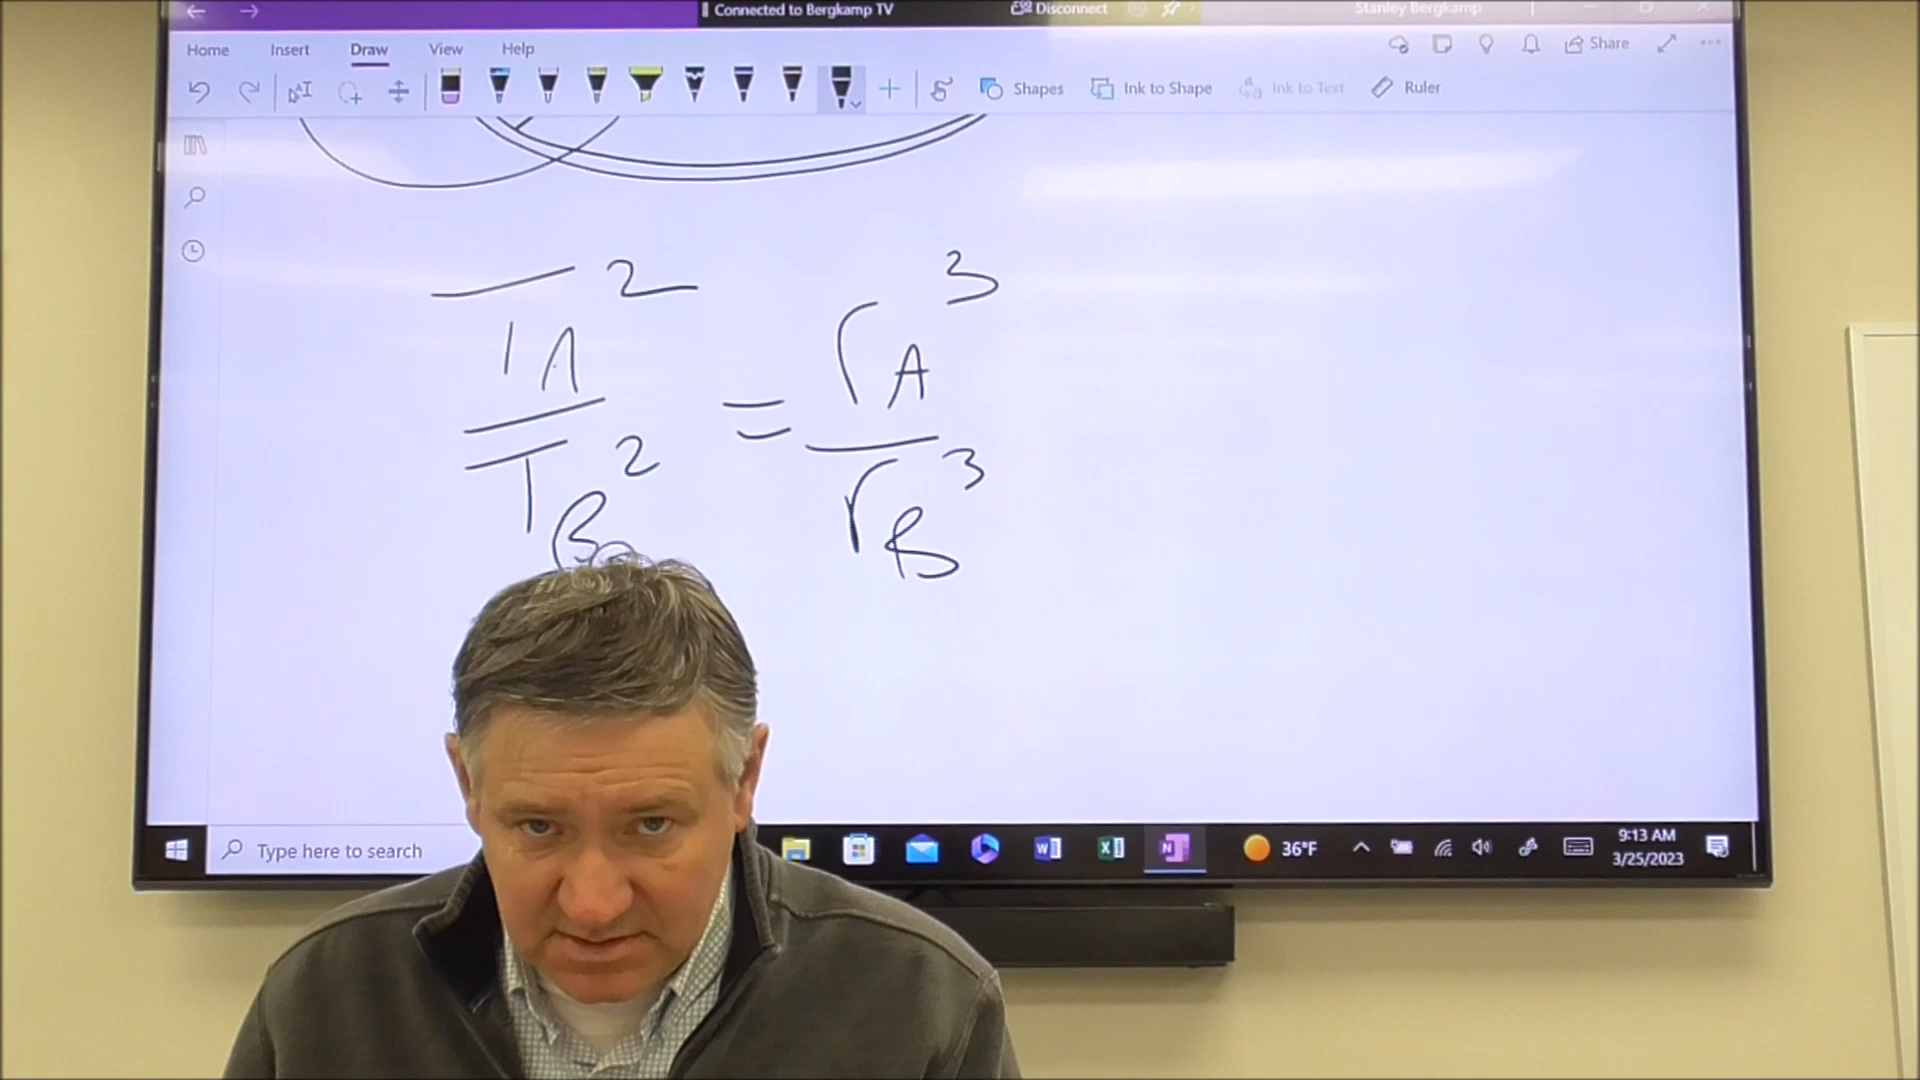 Connected to Bergkamp TV
Disconnect
Stanley Bergkamp
Home Insert Draw View Help
Share
Shapes Ink to Shape Ink to Text Ruler
T_A^2 / T_B^2 = r_A^3 / r_B^3
Type here to search
36°F
9:13 AM
3/25/2023